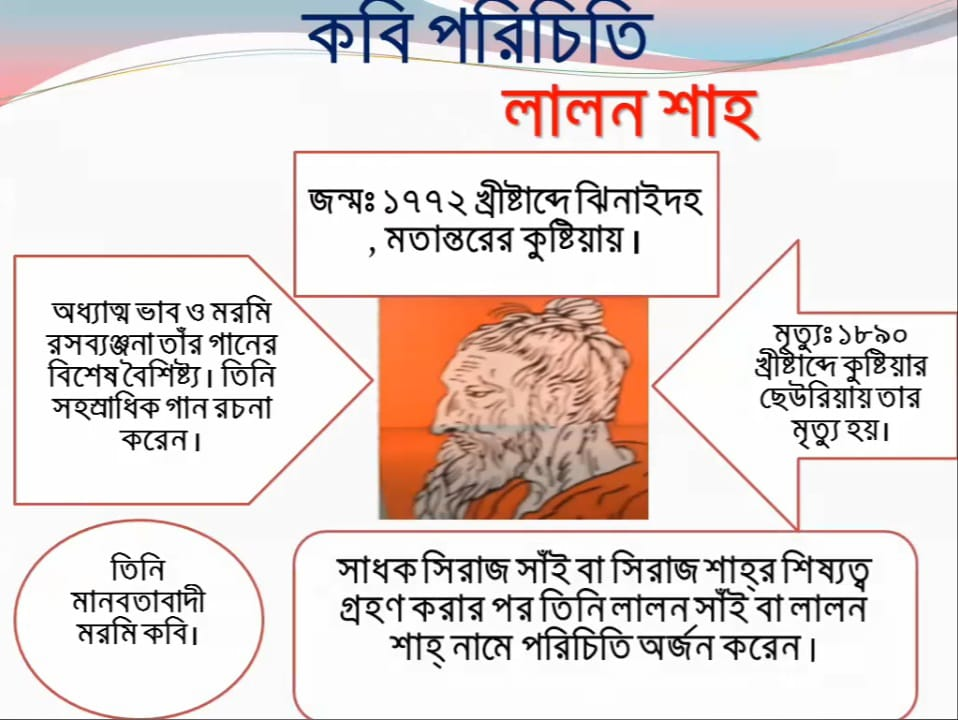 কবি পরিচিতি
লালন শাহ
জন্মঃ ১৭৭২ খ্রীষ্টাব্দে ঝিনাইদহ
, মতান্তরের কুষ্টিয়ায়।
অধ্যাত্ম ভাব ও মরমি
রসব্যঞ্জনা তাঁর গানের
বিশেষ বৈশিষ্ট্য। তিনি
সহস্রাধিক গান রচনা
করেন।
মৃত্যুঃ ১৮৯০
খ্রীষ্টাব্দে কুষ্টিয়ার
ছেউরিয়ায় তার
মৃত্যু হয়।
তিনি
মানবতাবাদী
মরমি কবি।
সাধক সিরাজ সাঁই বা সিরাজ শাহ্‌র শিষ্যত্ব
গ্রহণ করার পর তিনি লালন সাঁই বা লালন
শাহ্ নামে পরিচিতি অর্জন করেন।